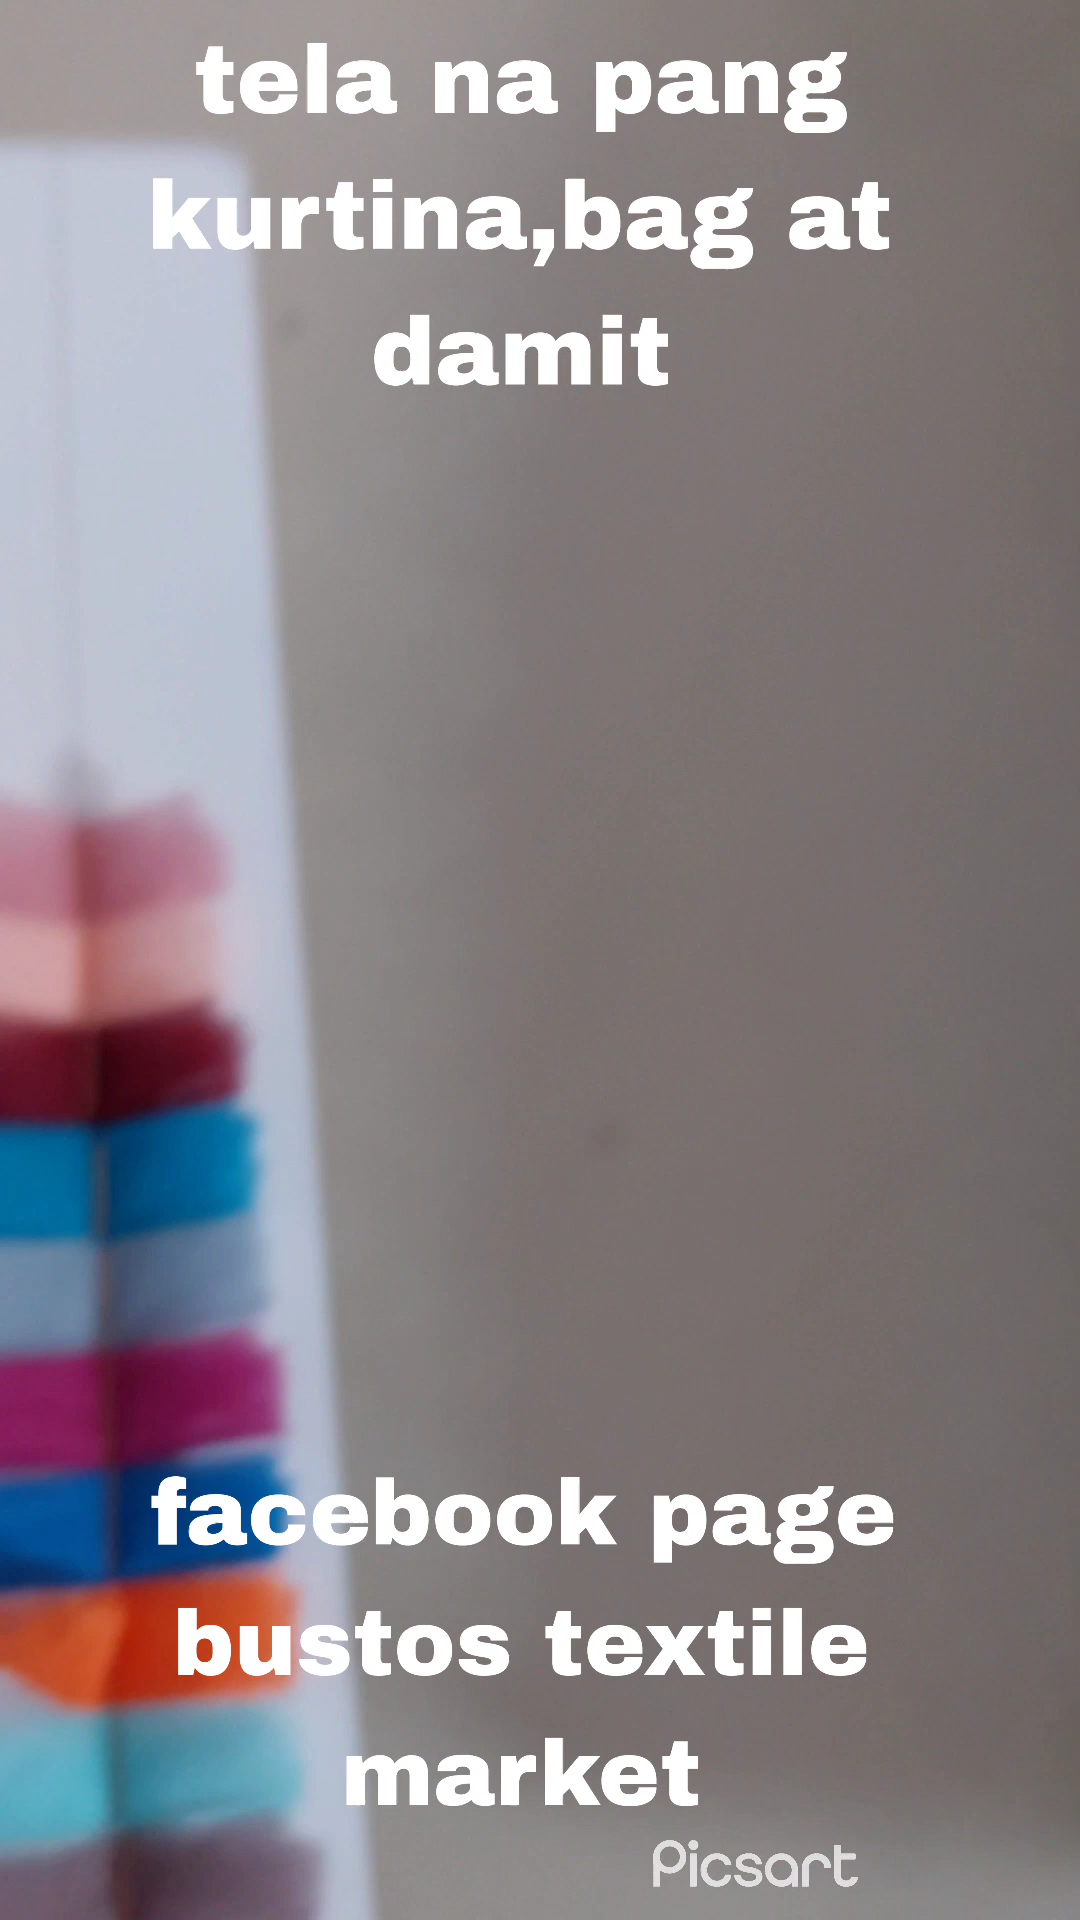 tela na pang
kurtina,bag at
damit
facebook page
bustos textile
market
Picsart